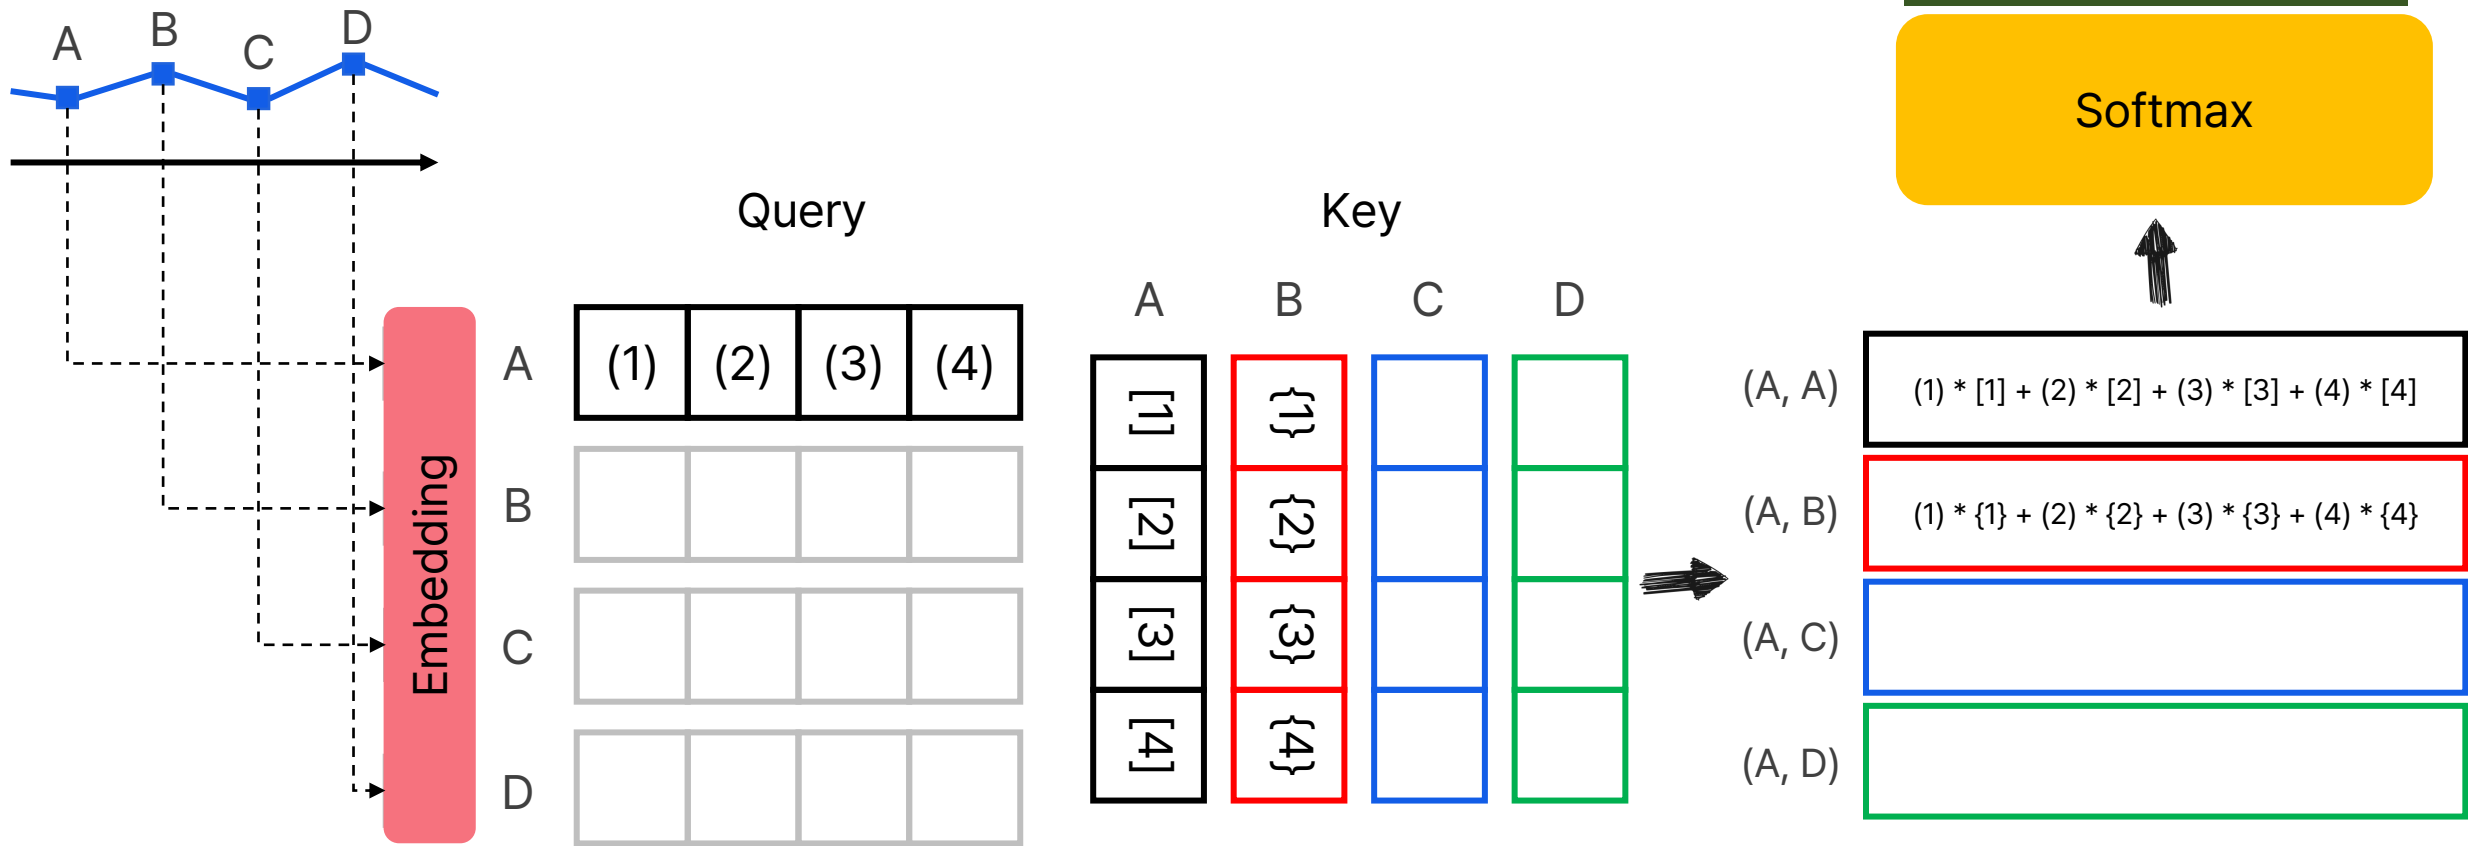 A B C D
Softmax
Query
Key
A B C D
A
(1) (2) (3) (4)
B
C
D
Embedding
[1] {1}
[2] {2}
[3] {3}
[4] {4}
(A, A)
(1) * [1] + (2) * [2] + (3) * [3] + (4) * [4]
(A, B)
(1) * {1} + (2) * {2} + (3) * {3} + (4) * {4}
(A, C)
(A, D)